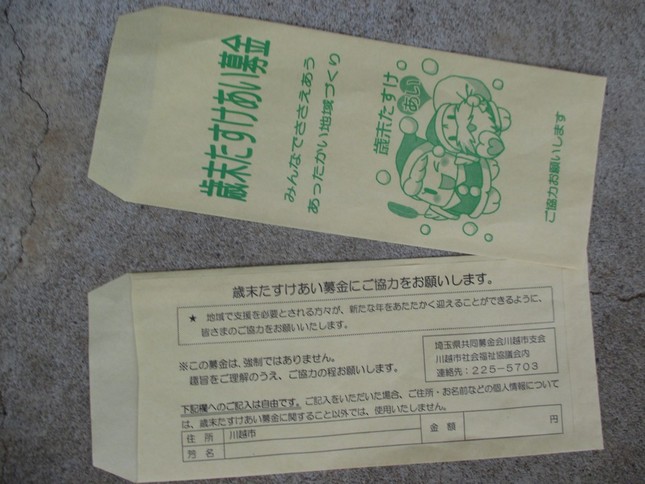 歳末たすけあい募金
みんなでささえあう
あったかい地域づくり
歳末たすけ
あい
ご協力お願いします
歳末たすけあい募金にご協力をお願いします。
★ 地域で支援を必要とされる方々が、新たな年をあたたかく迎えることができるように、
皆さまのご協力をお願いいたします。
※この募金は、強制ではありません。
趣旨をご理解のうえ、ご協力の程お願いします。
埼玉県共同募金会川越市支会
川越市社会福祉協議会内
連絡先：225-5703
下記欄へのご記入は自由です。ご記入をいただいた場合、ご住所・お名前などの個人情報について
は、歳末たすけあい募金に関すること以外では、使用いたしません。
住 所 川越市 金 額 円
芳 名